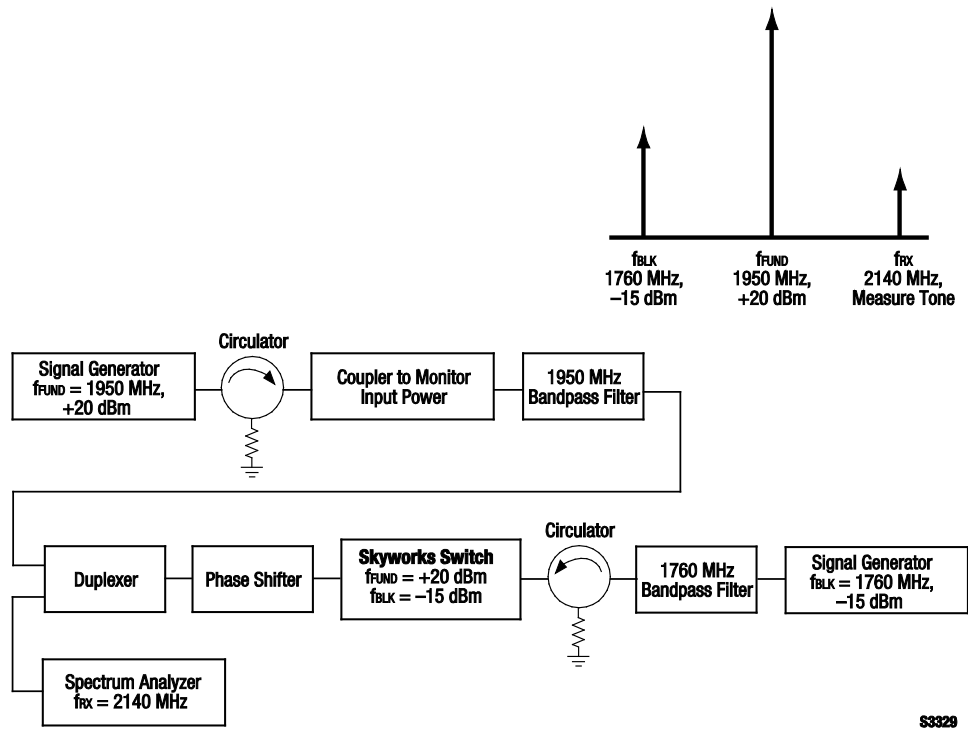 fBLK
1760 MHz,
–15 dBm
fFUND
1950 MHz,
+20 dBm
fRX
2140 MHz,
Measure Tone
Signal Generator
fFUND = 1950 MHz,
+20 dBm
Circulator
Coupler to Monitor
Input Power
1950 MHz
Bandpass Filter
Duplexer
Phase Shifter
Skyworks Switch
fFUND = +20 dBm
fBLK = –15 dBm
Circulator
1760 MHz
Bandpass Filter
Signal Generator
fBLK = 1760 MHz,
–15 dBm
Spectrum Analyzer
fRX = 2140 MHz
S3329